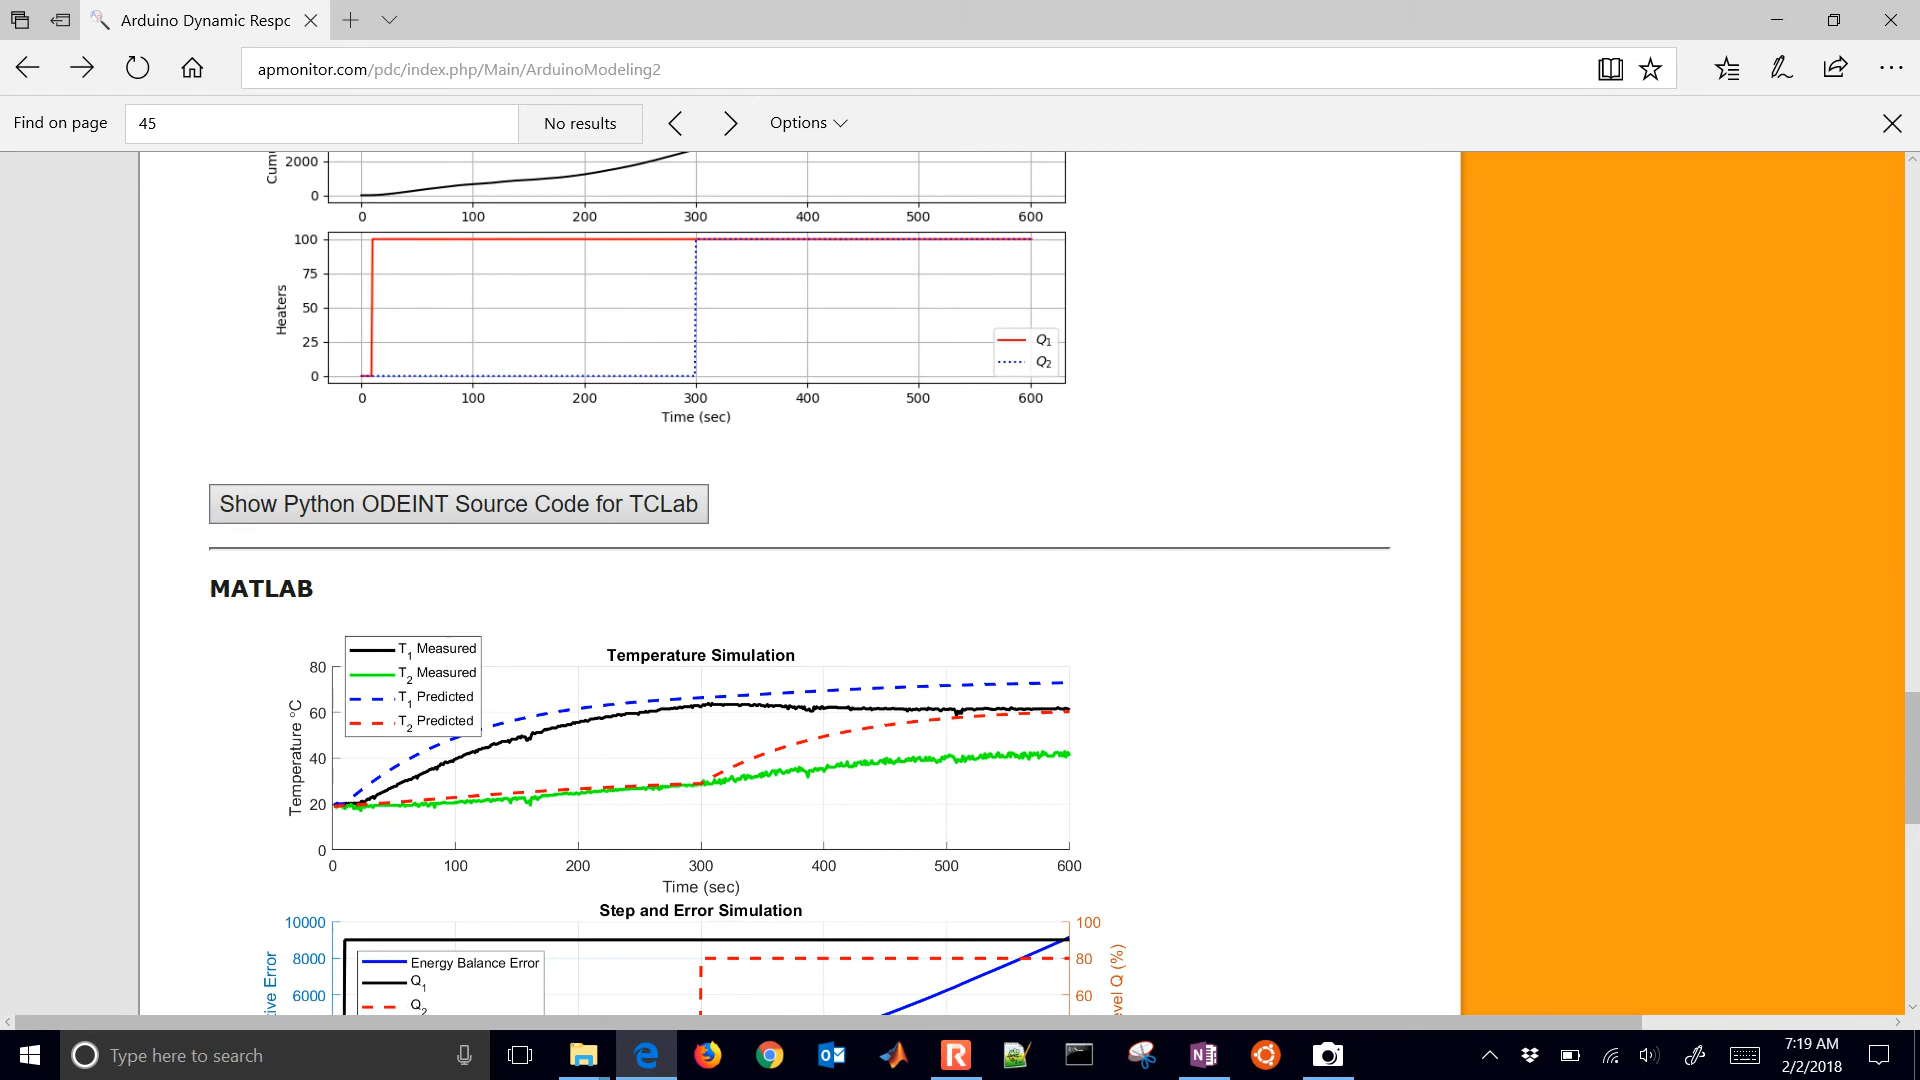 Arduino Dynamic Respc
apmonitor.com/pdc/index.php/Main/ArduinoModeling2
Find on page
45
No results
Options
2000
0
0 100 200 300 400 500 600
100
75
50
25
0
Heaters
Q1
Q2
0 100 200 300 400 500 600
Time (sec)
Show Python ODEINT Source Code for TCLab
MATLAB
T1 Measured
T2 Measured
T1 Predicted
T2 Predicted
Temperature Simulation
80
60
40
20
0
Temperature °C
0 100 200 300 400 500 600
Time (sec)
Step and Error Simulation
10000
8000
6000
100
80
60
Energy Balance Error
Q1
Q2
Type here to search
7:19 AM
2/2/2018